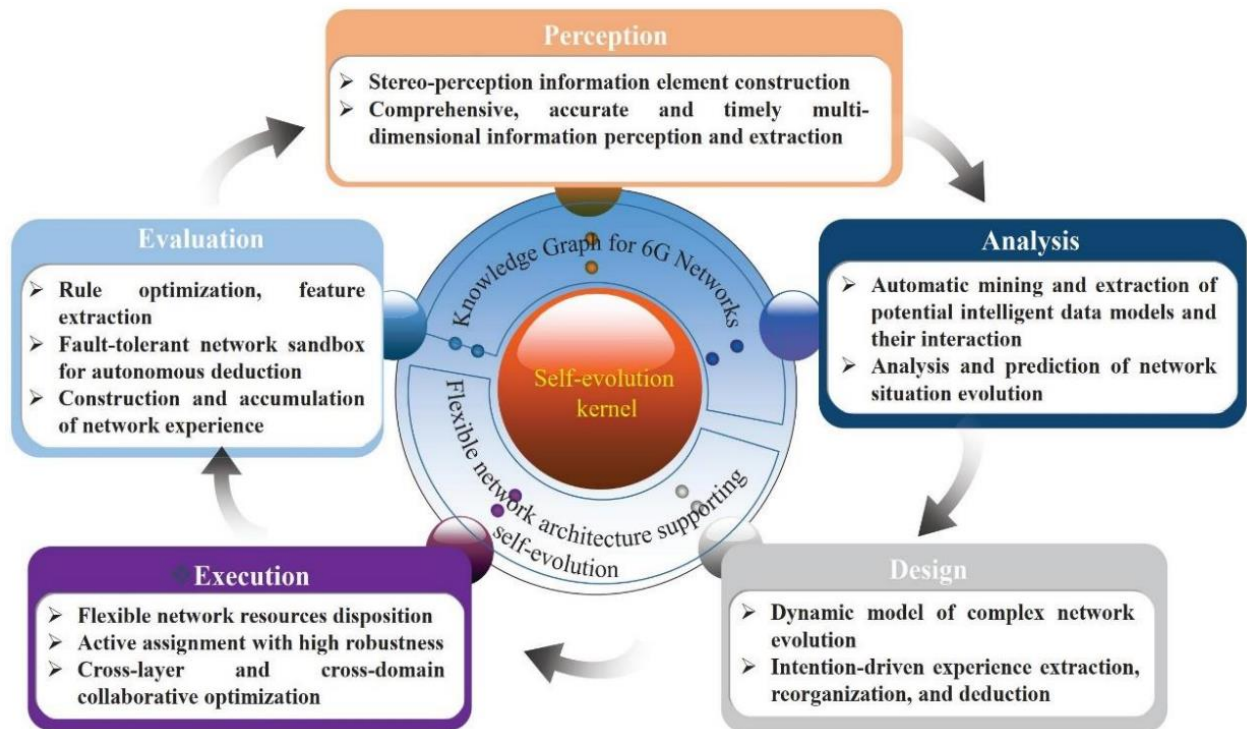 Perception
➢ Stereo-perception information element construction
➢ Comprehensive, accurate and timely multi-
dimensional information perception and extraction
Evaluation
➢ Rule optimization, feature
extraction
➢ Fault-tolerant network sandbox
for autonomous deduction
➢ Construction and accumulation
of network experience
Knowledge Graph for 6G Networks
Self-evolution
kernel
Flexible network architecture supporting
self-evolution
Analysis
➢ Automatic mining and extraction of
potential intelligent data models and
their interaction
➢ Analysis and prediction of network
situation evolution
Execution
➢ Flexible network resources disposition
➢ Active assignment with high robustness
➢ Cross-layer and cross-domain
collaborative optimization
Design
➢ Dynamic model of complex network
evolution
➢ Intention-driven experience extraction,
reorganization, and deduction